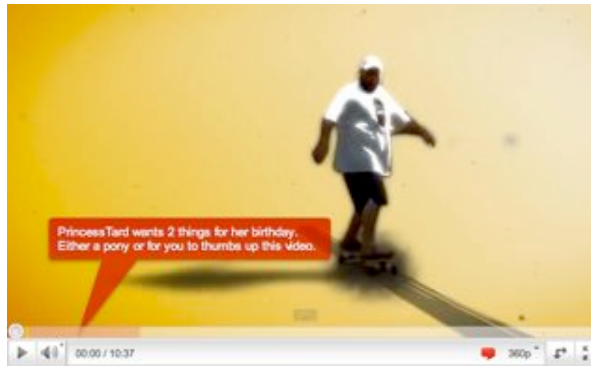 PrincessTard wants 2 things for her birthday.
Either a pony or for you to thumbs up this video.
00:00 / 10:37
360p